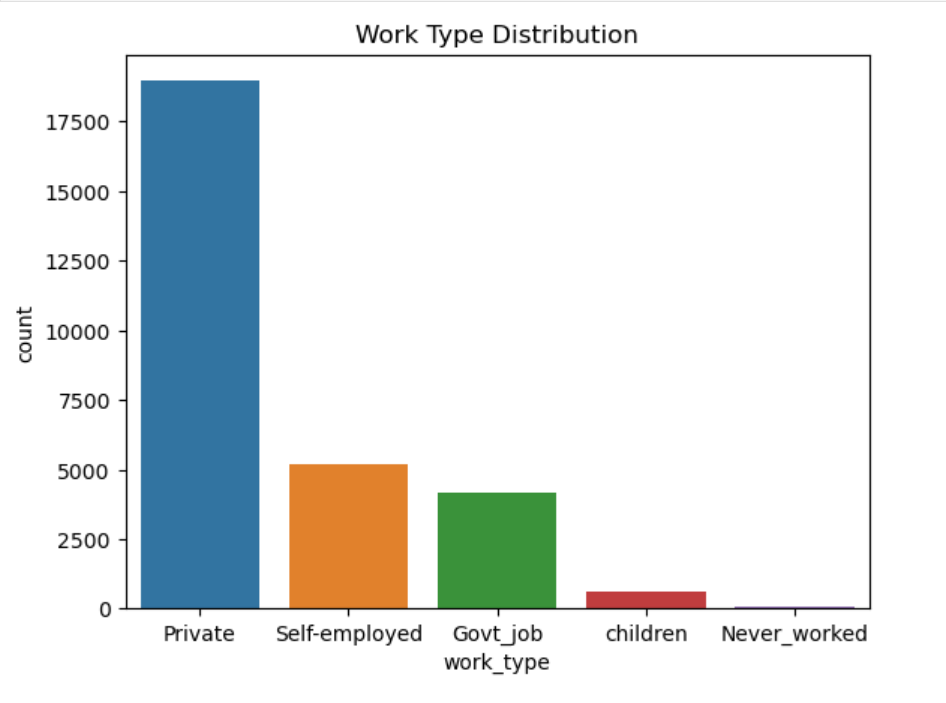 Work Type Distribution
count
17500
15000
12500
10000
7500
5000
2500
0
Private Self-employed Govt_job children Never_worked
work_type